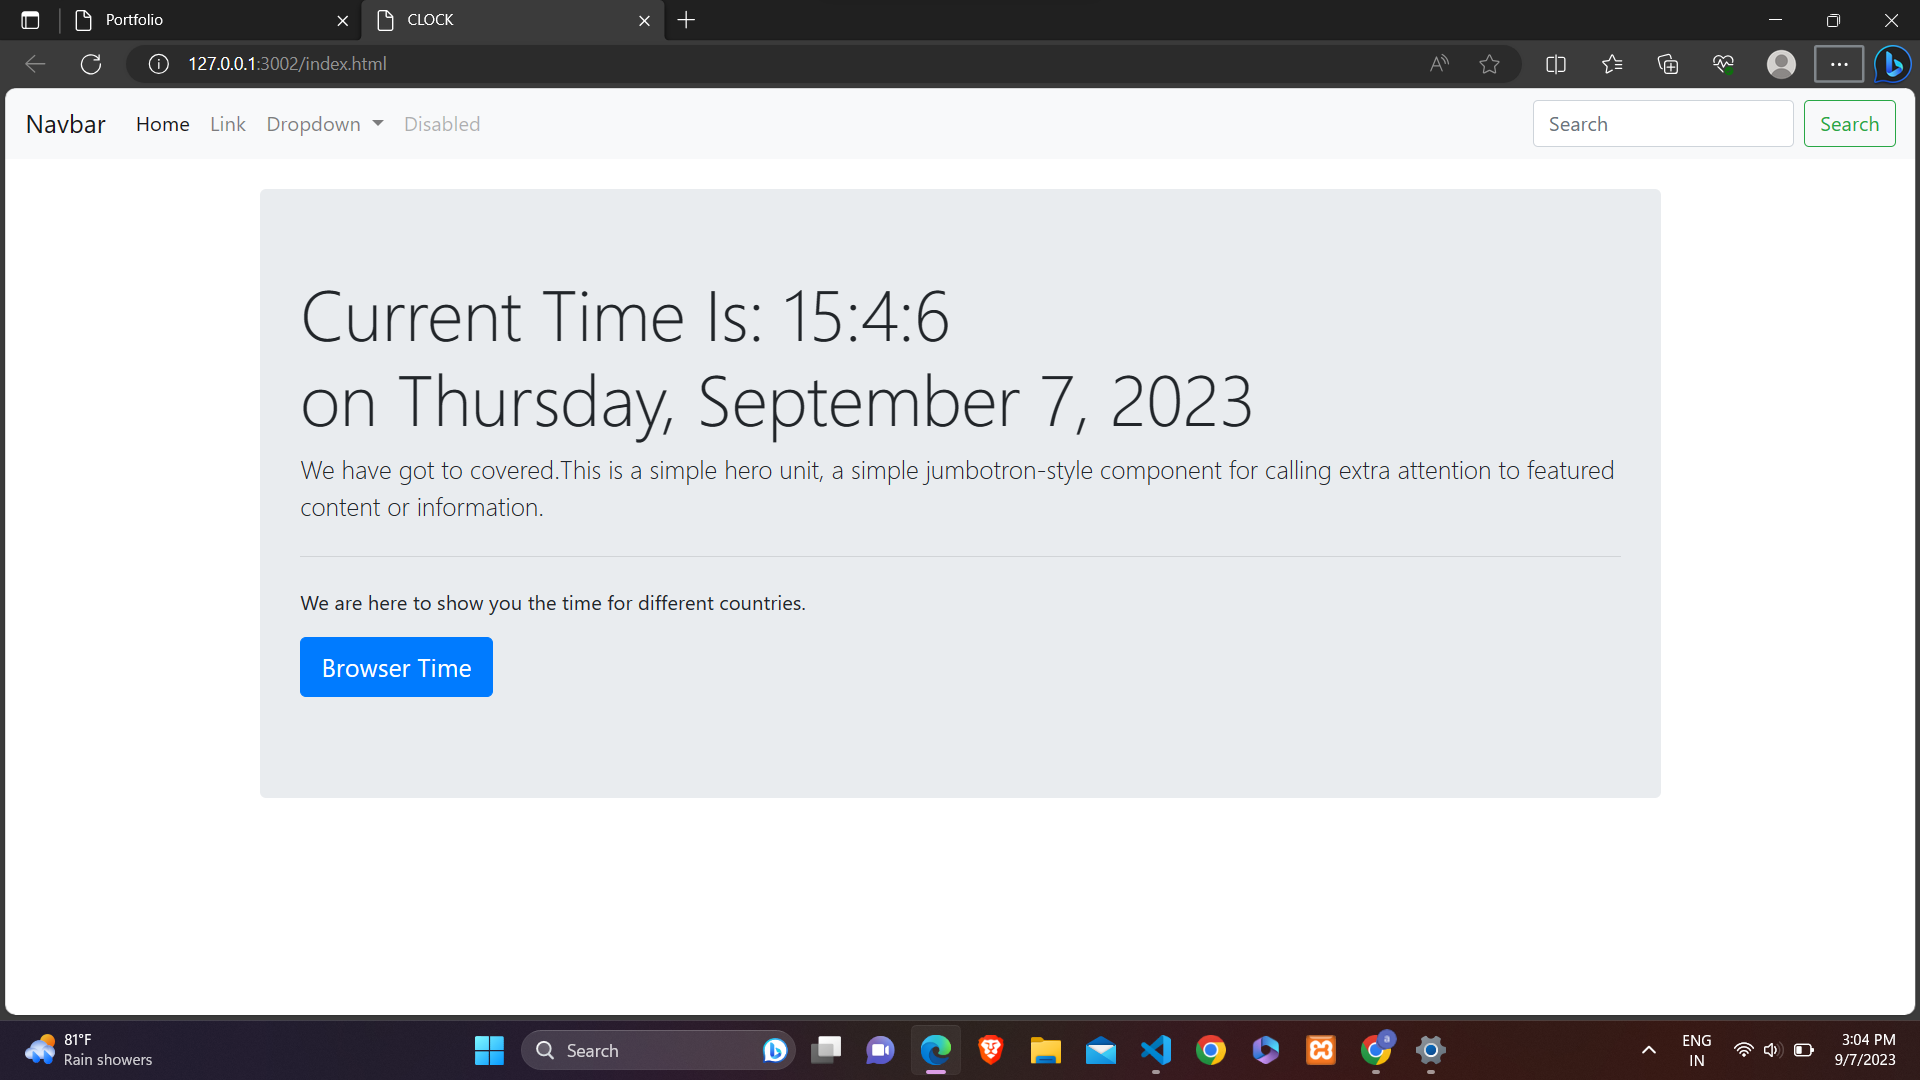 Portfolio
CLOCK
127.0.0.1:3002/index.html
Navbar Home Link Dropdown Disabled Search Search
Current Time Is: 15:4:6
on Thursday, September 7, 2023
We have got to covered.This is a simple hero unit, a simple jumbotron-style component for calling extra attention to featured
content or information.
We are here to show you the time for different countries.
Browser Time
81°F
Rain showers
Search
a
ENG
IN
3:04 PM
9/7/2023